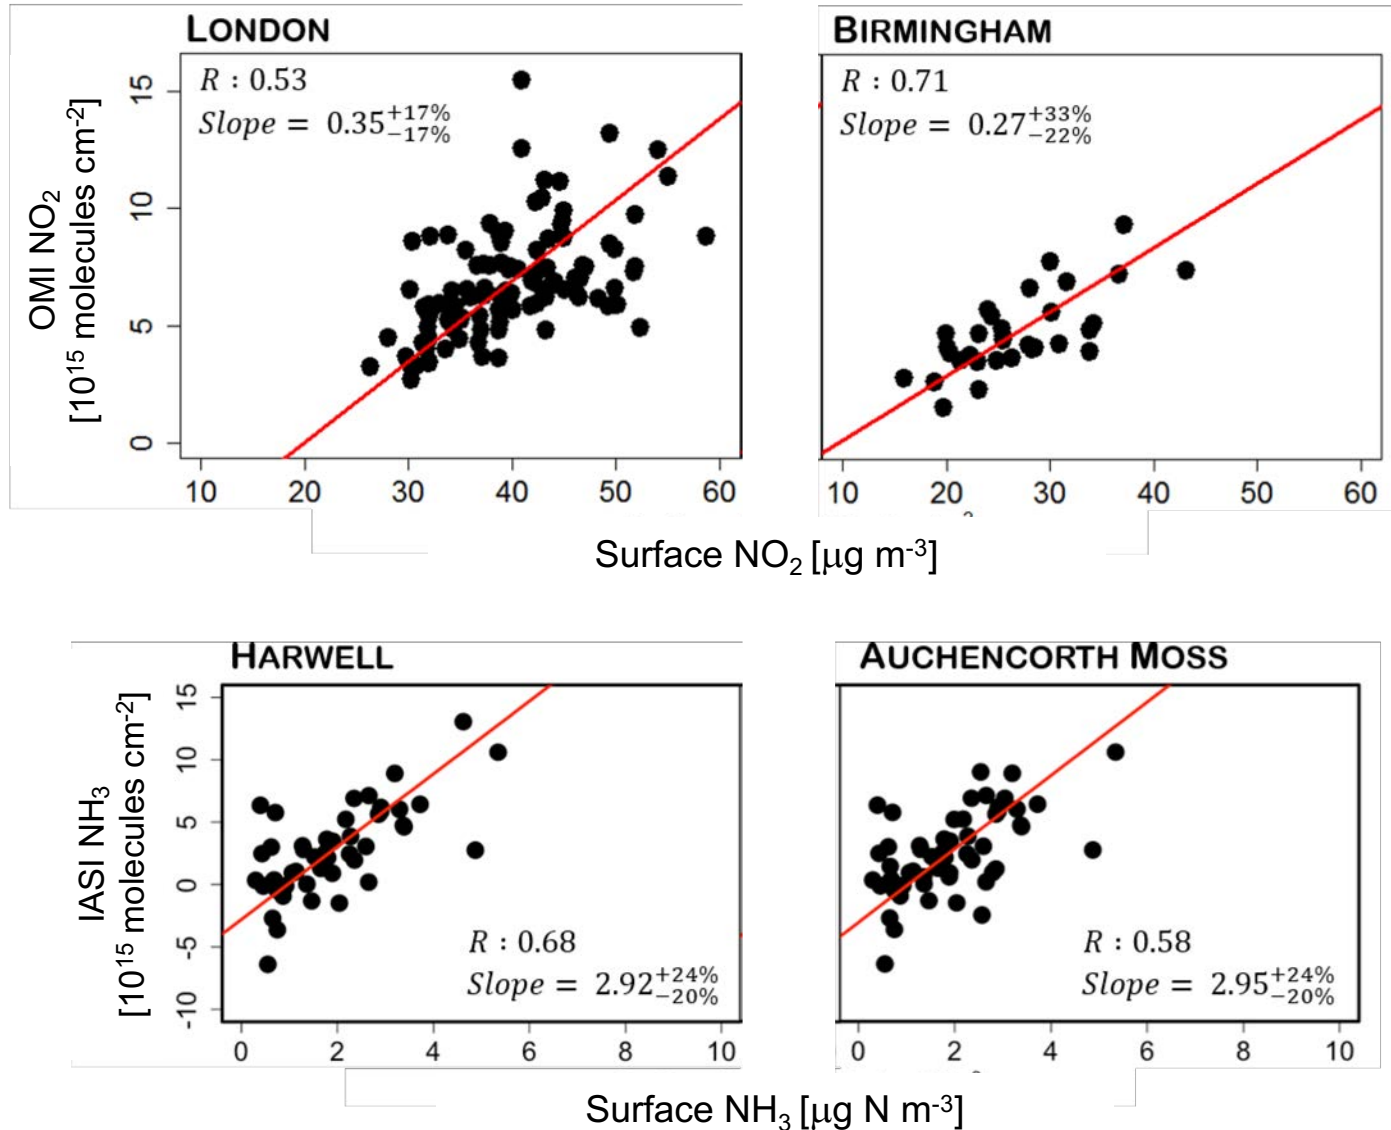 LONDON
BIRMINGHAM
R : 0.53
Slope = 0.35 +17% −17%
R : 0.71
Slope = 0.27 +33% −22%
OMI NO2
[10^15 molecules cm^-2]
15
10
5
0
10 20 30 40 50 60
10 20 30 40 50 60
Surface NO2 [µg m^-3]
HARWELL
AUCHENCORTH MOSS
IASI NH3
[10^15 molecules cm^-2]
15
10
5
0
-5
-10
R : 0.68
Slope = 2.92 +24% −20%
R : 0.58
Slope = 2.95 +24% −20%
0 2 4 6 8 10
0 2 4 6 8 10
Surface NH3 [µg N m^-3]